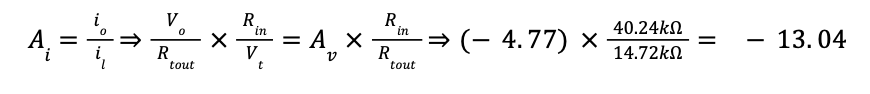 A_i = i_o/i_l ⇒ V_o/R_tout × R_in/V_t = A_v × R_in/R_tout ⇒ (− 4.77) × 40.24kΩ/14.72kΩ = − 13.04